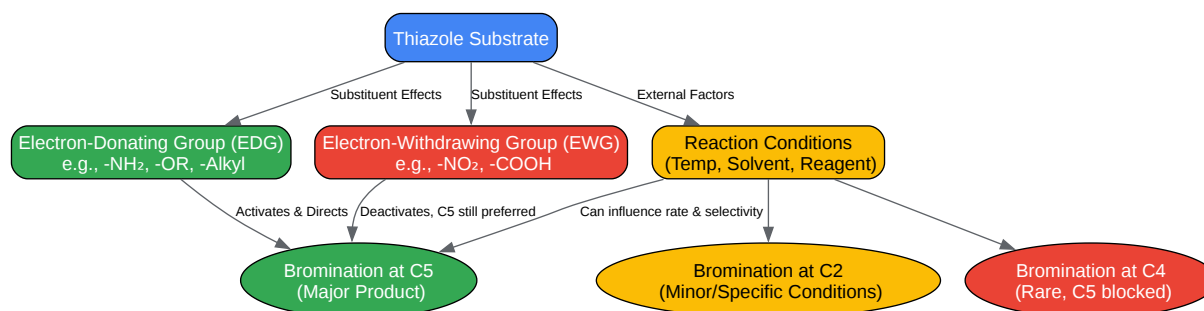 Thiazole Substrate
Substituent Effects
Substituent Effects
External Factors
Electron-Donating Group (EDG)
e.g., -NH₂, -OR, -Alkyl
Electron-Withdrawing Group (EWG)
e.g., -NO₂, -COOH
Reaction Conditions
(Temp, Solvent, Reagent)
Activates & Directs
Deactivates, C5 still preferred
Can influence rate & selectivity
Bromination at C5
(Major Product)
Bromination at C2
(Minor/Specific Conditions)
Bromination at C4
(Rare, C5 blocked)